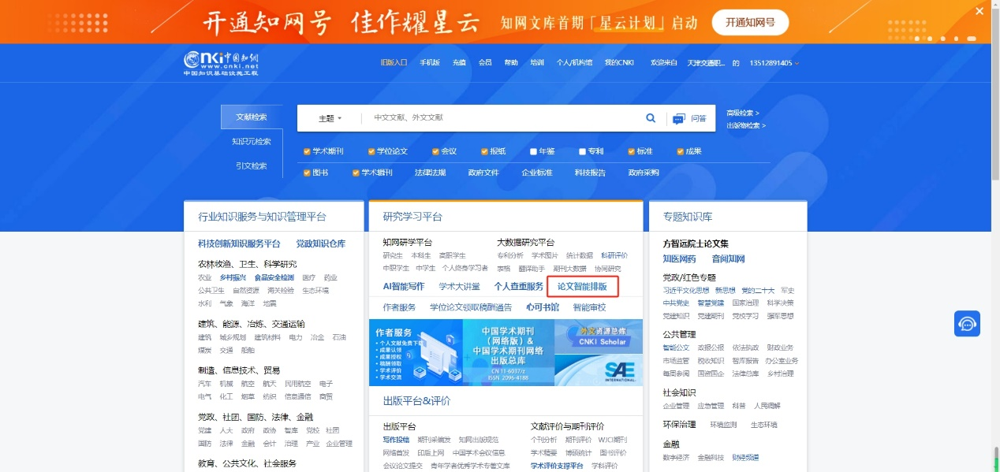 开通知网号 佳作耀星云 知网文库首期「星云计划」启动 开通知网号
旧版入口 手机版 充值 会员 帮助 培训 个人/机构馆 我的CNKI 欢迎来自 天津交通职... 的 13512891405
cnki中国知网
www.cnki.net
中国知识基础设施工程
文献检索
知识元检索
引文检索
主题 中文文献、外文文献 问答
高级检索 >
出版物检索 >
学术期刊 学位论文 会议 报纸 年鉴 专利 标准 成果
图书 学术辑刊 法律法规 政府文件 企业标准 科技报告 政府采购
行业知识服务与知识管理平台
科技创新知识服务平台 党政知识仓库
农林牧渔、卫生、科学研究
农业 乡村振兴 食品安全检测 医疗 药业
公共卫生 自然资源 海关检验 生态环境
水利 气象 海洋 地震
建筑、能源、冶炼、交通运输
建筑 城乡规划 建筑材料 电力 冶金 石油
煤炭 交通 船舶
制造、信息技术、贸易
汽车 机械 航空 航天 民用航空 电子
电气 化工 烟草 纺织 信息通信 商贸
党政、社团、国防、法律、金融
党建 人大 政府 政协 智库 党校 社团
国防 法律 金融 会计 治理 产业 企业管理
教育、公共文化、社会服务
研究学习平台
知网研学平台 大数据研究平台
研究生 本科生 高职学生 专利分析 学术图片 统计数据 科研评价
中职学生 中学生 个人终身学习者 表格 翻译助手 期刊大数据 协同研究
AI智能写作 学术大讲堂 个人查重服务 论文智能排版
作者服务 学位论文领取稿酬通告 心可书馆 智能审校
作者服务
• 个人文献免费下载
• 成果认领
• 成果授权
• 稿酬领取
• 学术评价
• 学术交流
中国学术期刊
（网络版）&
中国学术期刊网络
出版总库
CN 11-6037/z
ISSN 2096-4188
外文资源总库
CNKI Scholar
SAE
INTERNATIONAL
出版平台&评价
出版平台 文献评价与期刊评价
写作投稿 期刊采编发 知网出版规范 个刊分析 期刊评价 WJCI期刊
网络首发 印后上网 中国学术会议信息 学术精要 博硕统计 图书评价
会议论文提交 青年学者优秀学术专著文库 学术评价支撑平台 学科评价
专题知识库
方智远院士论文集
知医网药 音阅知网
党政/红色专题
习近平文化思想 新思想 党的二十大 军史
中共党史 智慧党建 国家治理 科学决策
党建知识 党建期刊 党校学习 强军思想
公共管理
智能公文 政报公报 依法执政 财政业务
市场监管 税收知识 智库报告 办公室业务
每周参阅 国资国企 法律总库 乡村治理
社会知识
企业管理 应急管理 科普 人民调解
环保治理 环境监测 生态环境
金融
数字经济 金融科技 财经频道